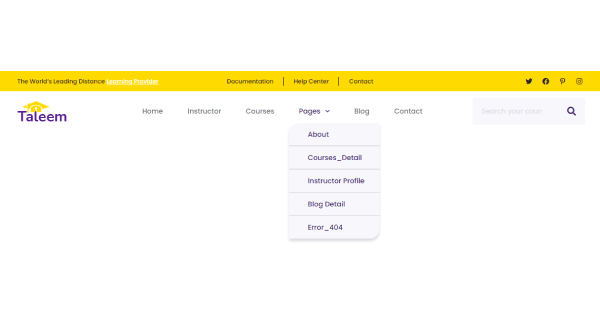 The World's Leading Distance Learning Provider
Documentation
Help Center
Contact
Taleem
Home
Instructor
Courses
Pages
Blog
Contact
Search your cours
About
Courses_Detail
Instructor Profile
Blog Detail
Error_404